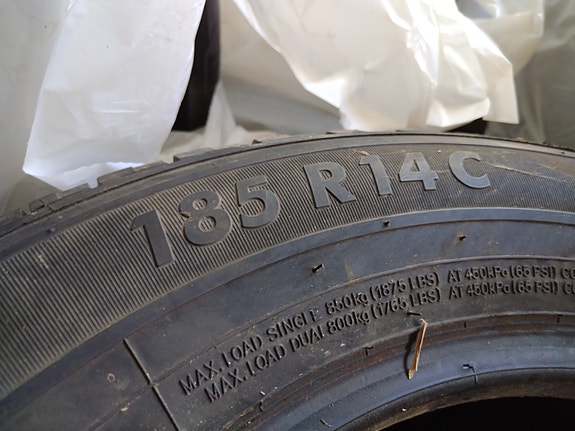 185 R14C
MAX. LOAD SINGLE 850kg (1875 LBS) AT 450kPa (65 PSI)
MAX. LOAD DUAL 800kg (1765 LBS) AT 450kPa (65 PSI)